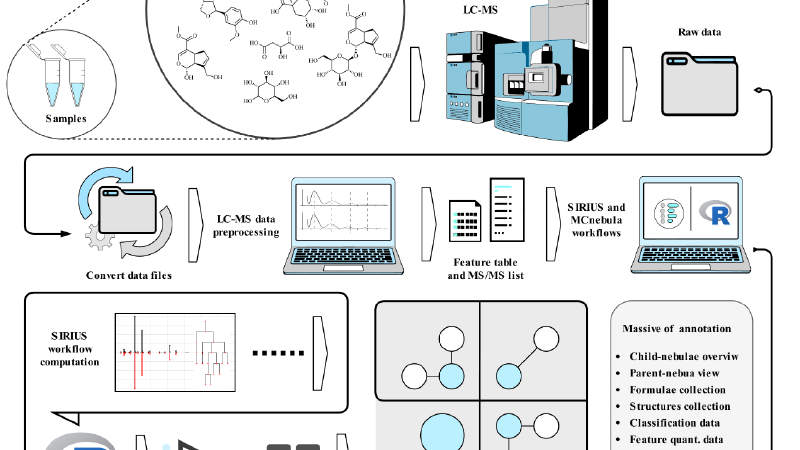 LC-MS
Raw data
Samples
Convert data files
LC-MS data
preprocessing
Feature table
and MS/MS list
SIRIUS and
MCnebula
workflows
R
SIRIUS
workflow
computation
Massive of annotation
• Child-nebulae overviw
• Parent-nebua view
• Formulae collection
• Structures collection
• Classification data
• Feature quant. data